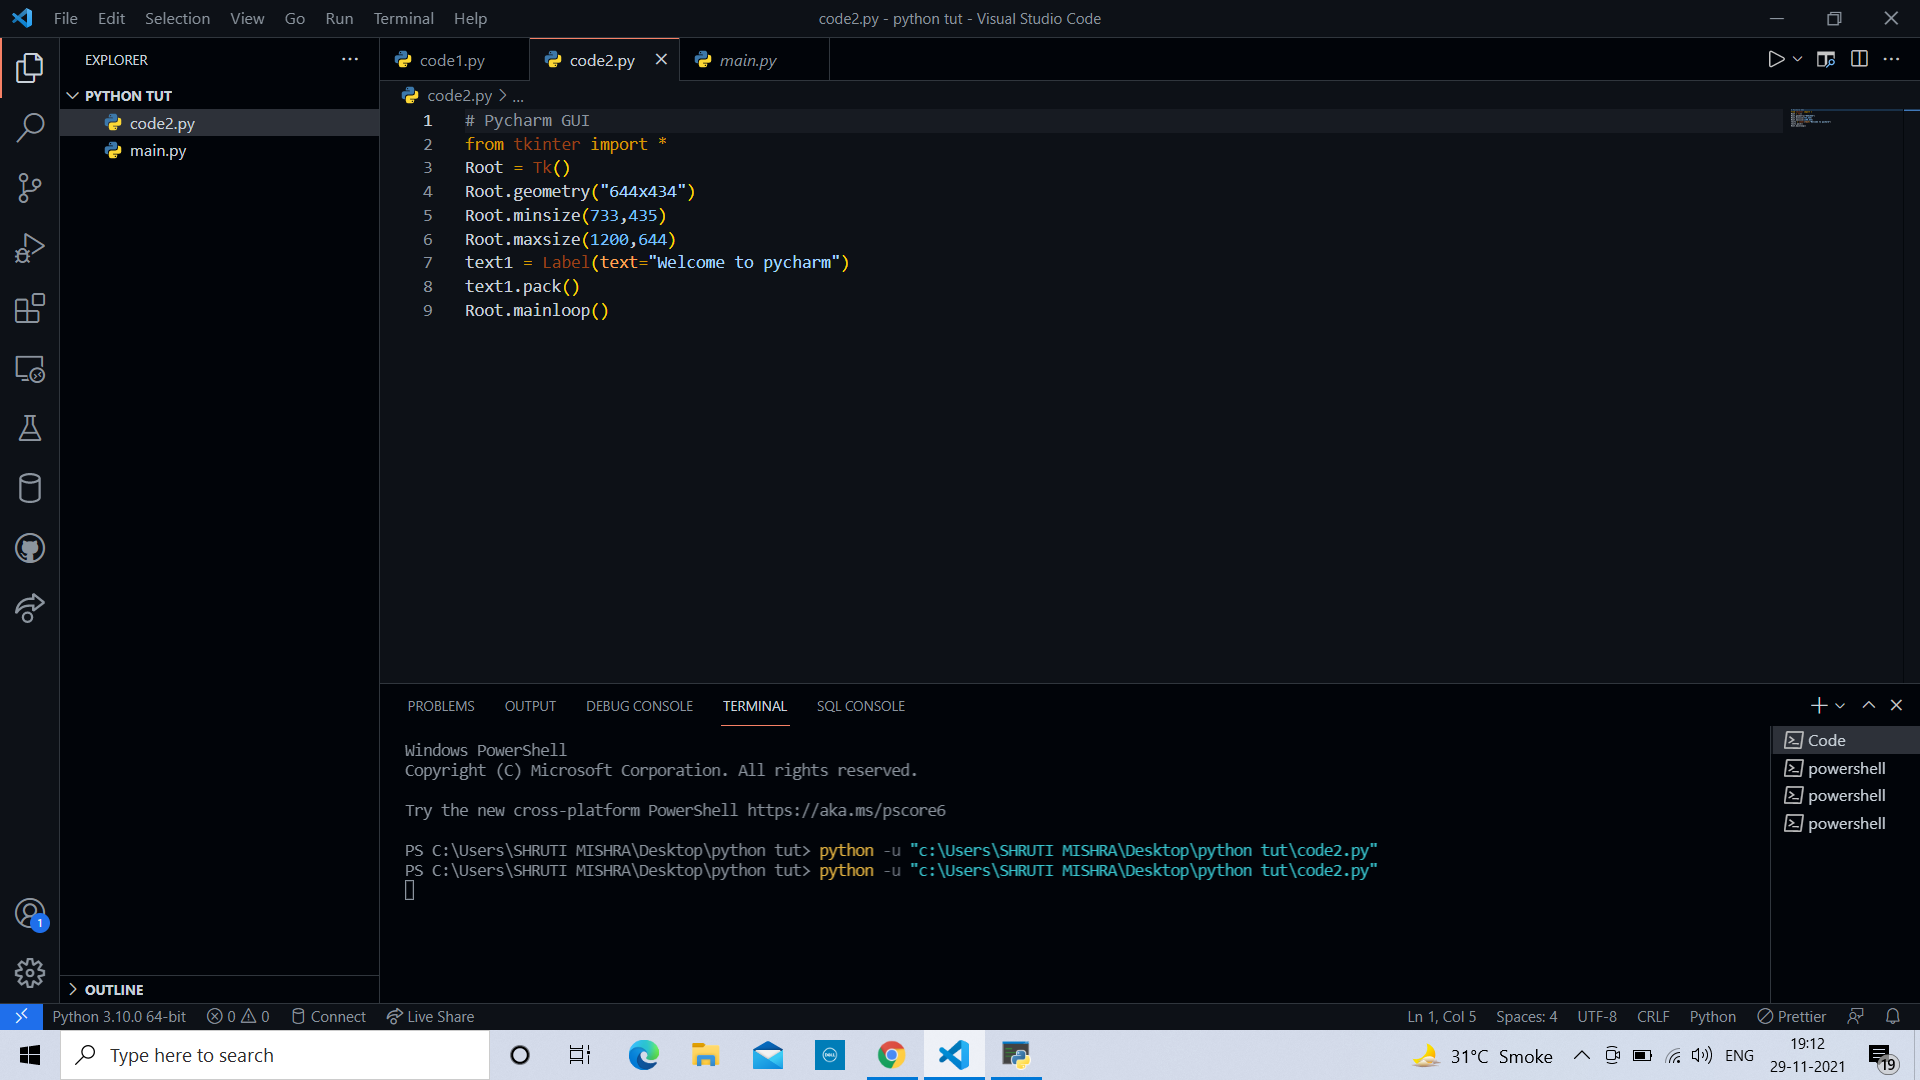 File Edit Selection View Go Run Terminal Help
code2.py - python tut - Visual Studio Code
EXPLORER
PYTHON TUT
code2.py
main.py
OUTLINE
code1.py
code2.py
main.py
code2.py > ...
1 # Pycharm GUI
2 from tkinter import *
3 Root = Tk()
4 Root.geometry("644x434")
5 Root.minsize(733,435)
6 Root.maxsize(1200,644)
7 text1 = Label(text="Welcome to pycharm")
8 text1.pack()
9 Root.mainloop()
PROBLEMS OUTPUT DEBUG CONSOLE TERMINAL SQL CONSOLE
Windows PowerShell
Copyright (C) Microsoft Corporation. All rights reserved.
Try the new cross-platform PowerShell https://aka.ms/pscore6
PS C:\Users\SHRUTI MISHRA\Desktop\python tut> python -u "c:\Users\SHRUTI MISHRA\Desktop\python tut\code2.py"
PS C:\Users\SHRUTI MISHRA\Desktop\python tut> python -u "c:\Users\SHRUTI MISHRA\Desktop\python tut\code2.py"
Code
powershell
powershell
powershell
1
Python 3.10.0 64-bit 0 0 Connect Live Share
Ln 1, Col 5 Spaces: 4 UTF-8 CRLF Python Prettier
Type here to search
DELL
31°C Smoke
ENG
19:12
29-11-2021
19